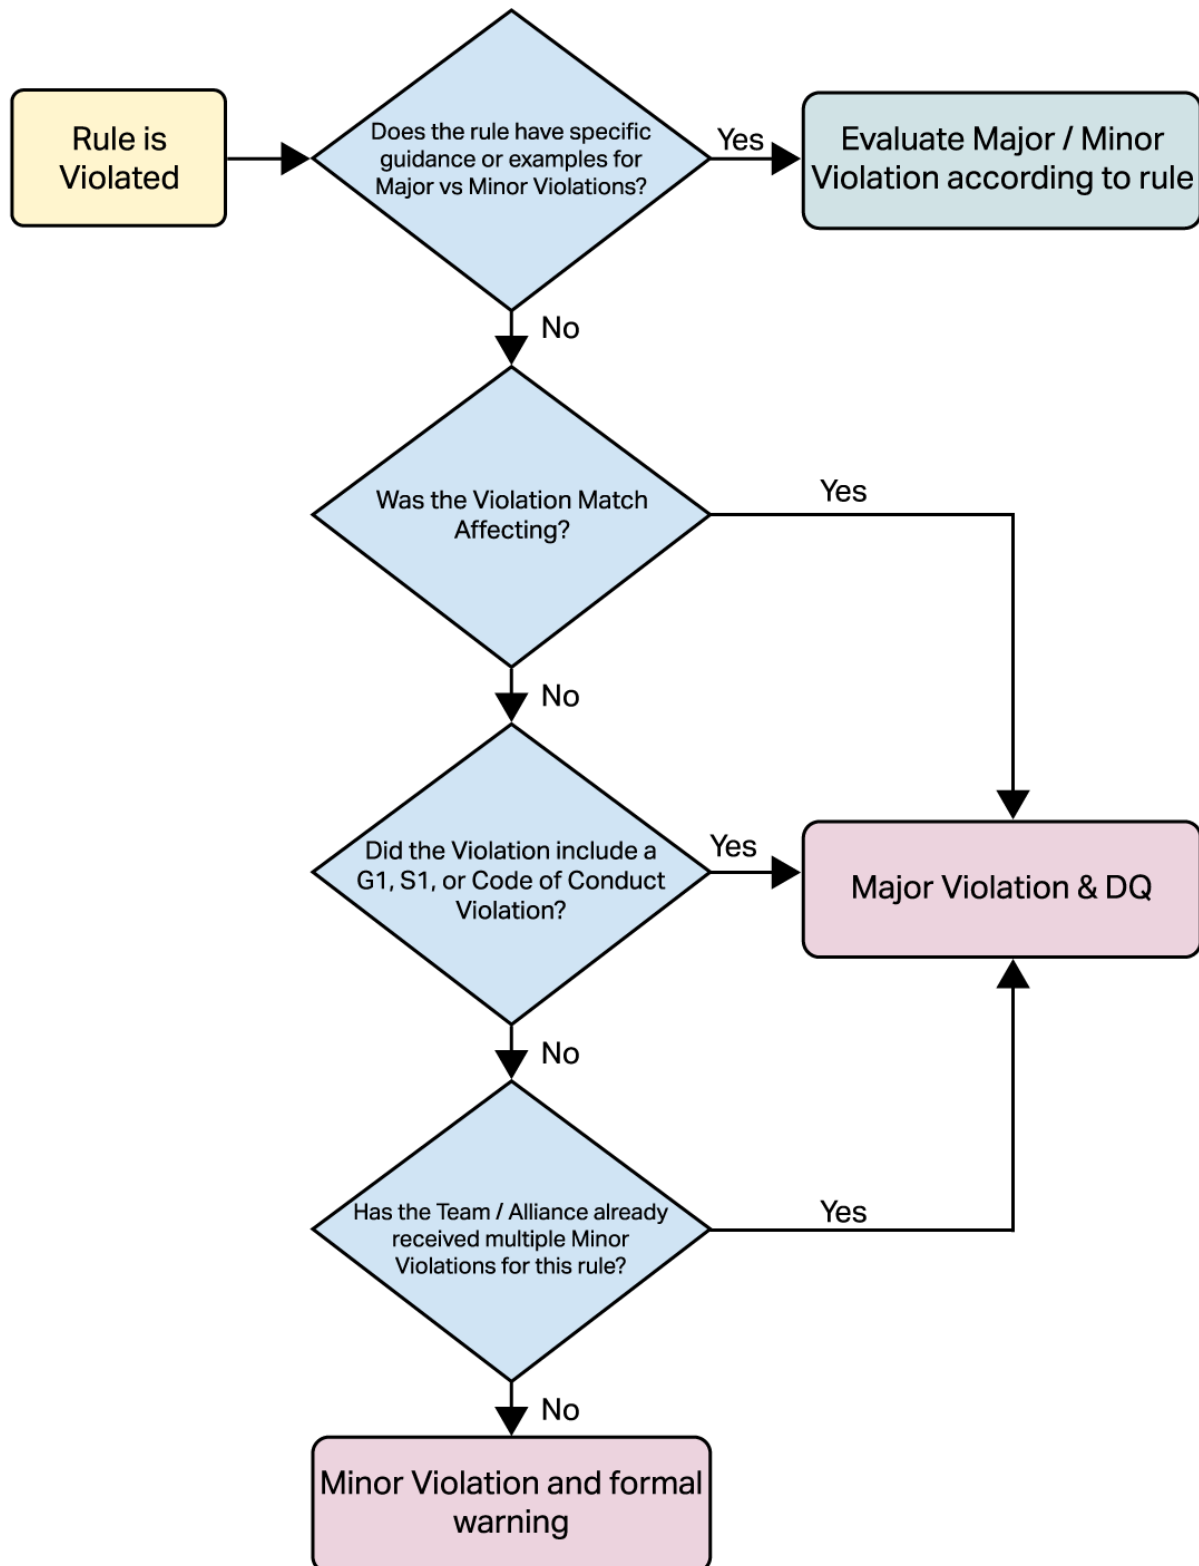 Rule is
Violated
Does the rule have specific
guidance or examples for
Major vs Minor Violations?
Yes
Evaluate Major / Minor
Violation according to rule
No
Was the Violation Match
Affecting?
Yes
No
Did the Violation include a
G1, S1, or Code of Conduct
Violation?
Yes
Major Violation & DQ
No
Has the Team / Alliance already
received multiple Minor
Violations for this rule?
Yes
No
Minor Violation and formal
warning